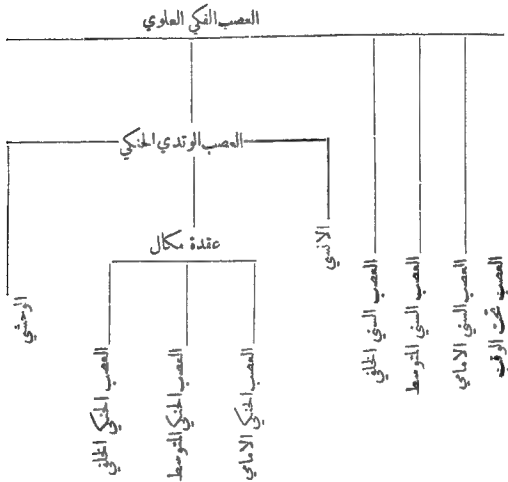 العصب الفكي العلوي
العصب الوتدي الحنكي
الانسي
الوحشي
عقدة مكال
العصب تحت الوقب
العصب السني الامامي
العصب السني المتوسط
العصب السني الخلفي
العصب الحنكي الامامي
العصب الحنكي المتوسط
العصب الحنكي الخلفي